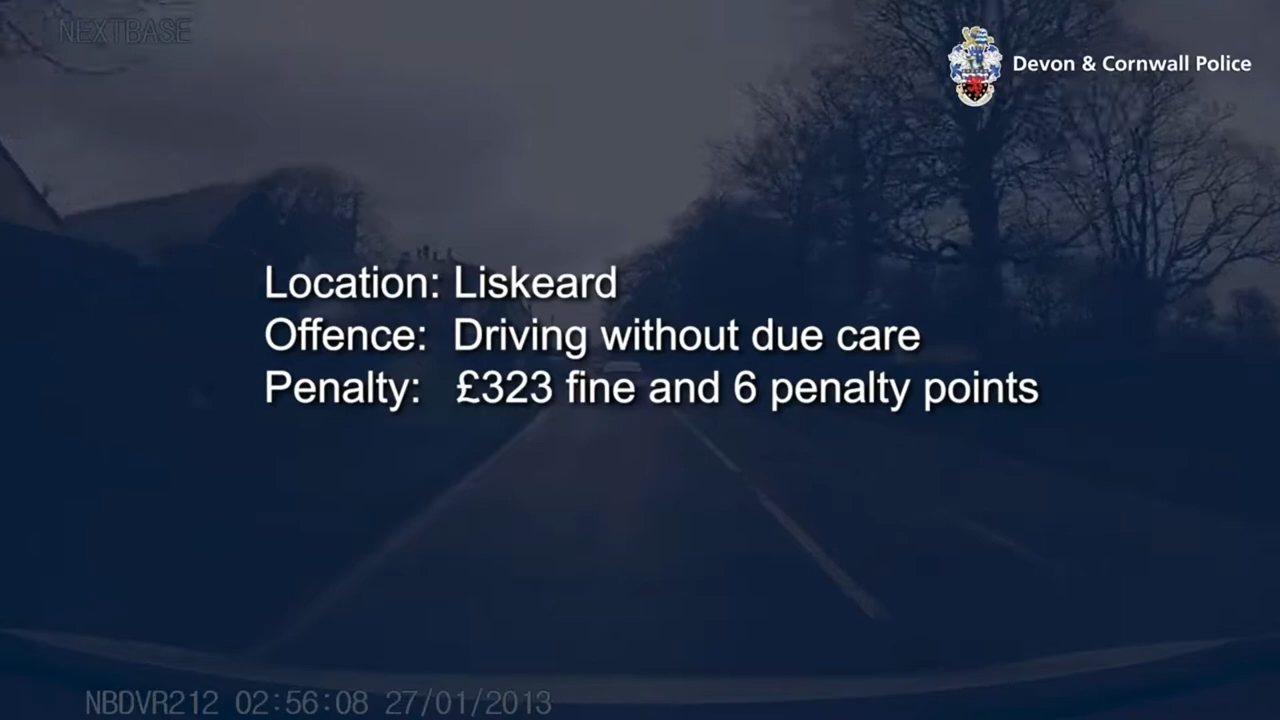 NEXTBASE
Devon & Cornwall Police
Location: Liskeard
Offence: Driving without due care
Penalty: £323 fine and 6 penalty points
NBDVR212 02:56:08 27/01/2013